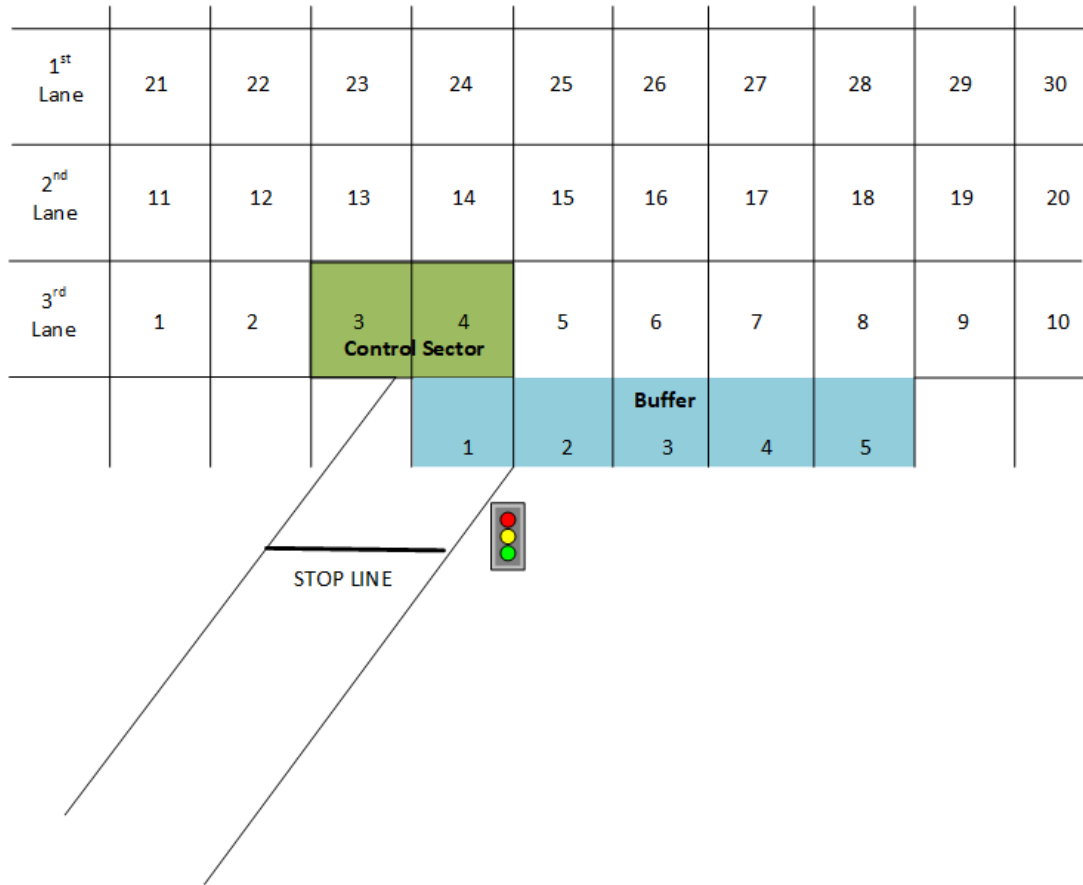 1st
Lane
21 22 23 24 25 26 27 28 29 30
2nd
Lane
11 12 13 14 15 16 17 18 19 20
3rd
Lane
1 2 3 4 5 6 7 8 9 10
Control Sector
Buffer
1 2 3 4 5
STOP LINE